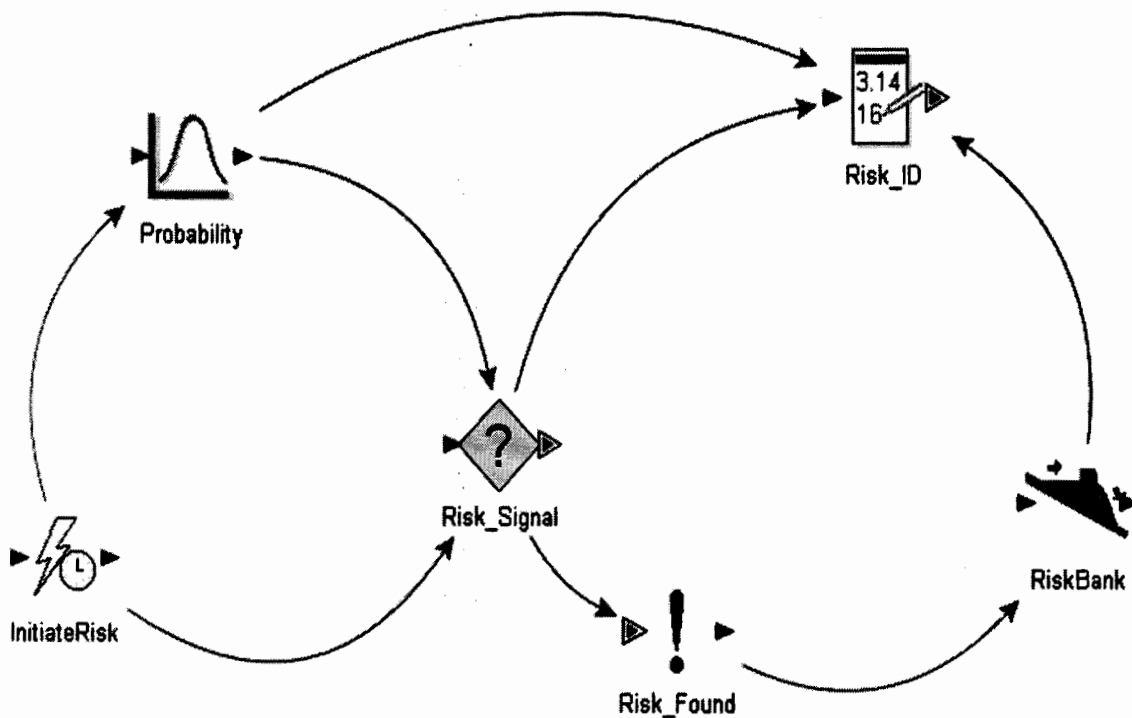 3.14
16
Risk_ID
Probability
?
Risk_Signal
InitiateRisk
RiskBank
!
Risk_Found